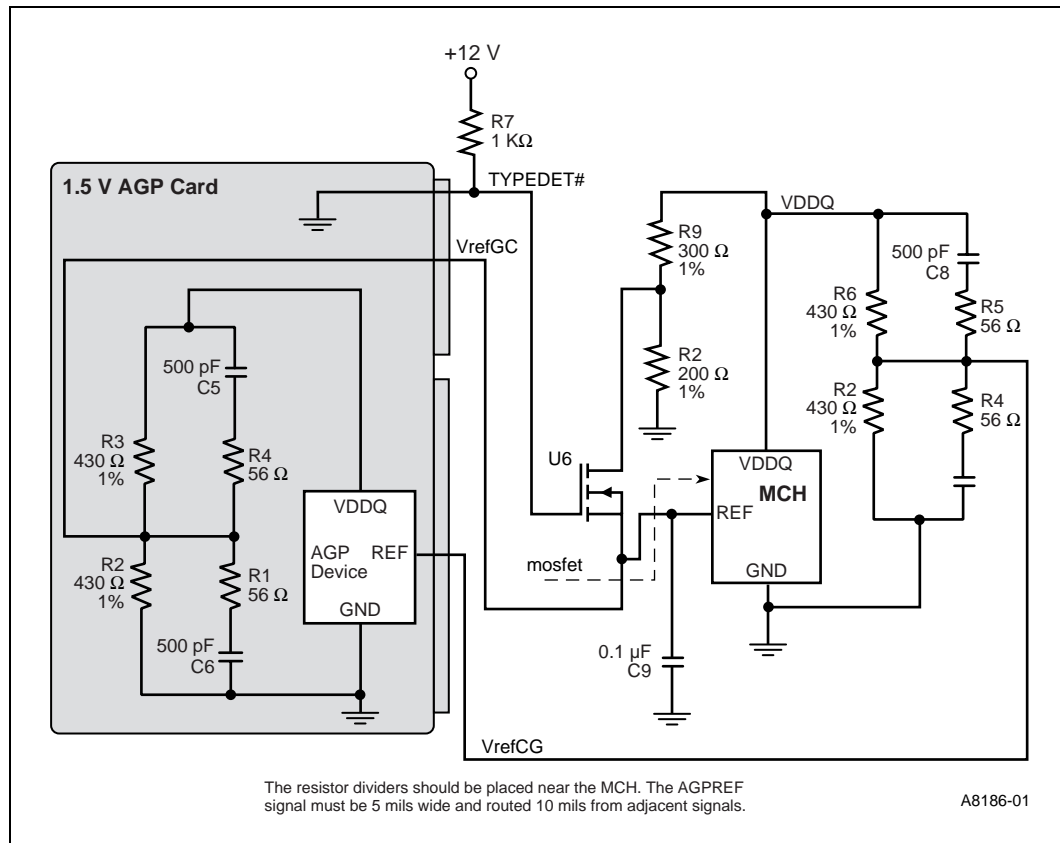 +12 V
R7
1 KΩ
1.5 V AGP Card
TYPEDET#
VDDQ
VrefGC
R9
300 Ω
1%
500 pF
C8
R6
430 Ω
1%
R5
56 Ω
500 pF
C5
R2
200 Ω
1%
R3
430 Ω
1%
R4
56 Ω
R2
430 Ω
1%
R4
56 Ω
U6
VDDQ
MCH
REF
GND
VDDQ
AGP
Device
REF
GND
mosfet
R2
430 Ω
1%
R1
56 Ω
500 pF
C6
0.1 µF
C9
VrefCG
The resistor dividers should be placed near the MCH. The AGPREF
signal must be 5 mils wide and routed 10 mils from adjacent signals.
A8186-01